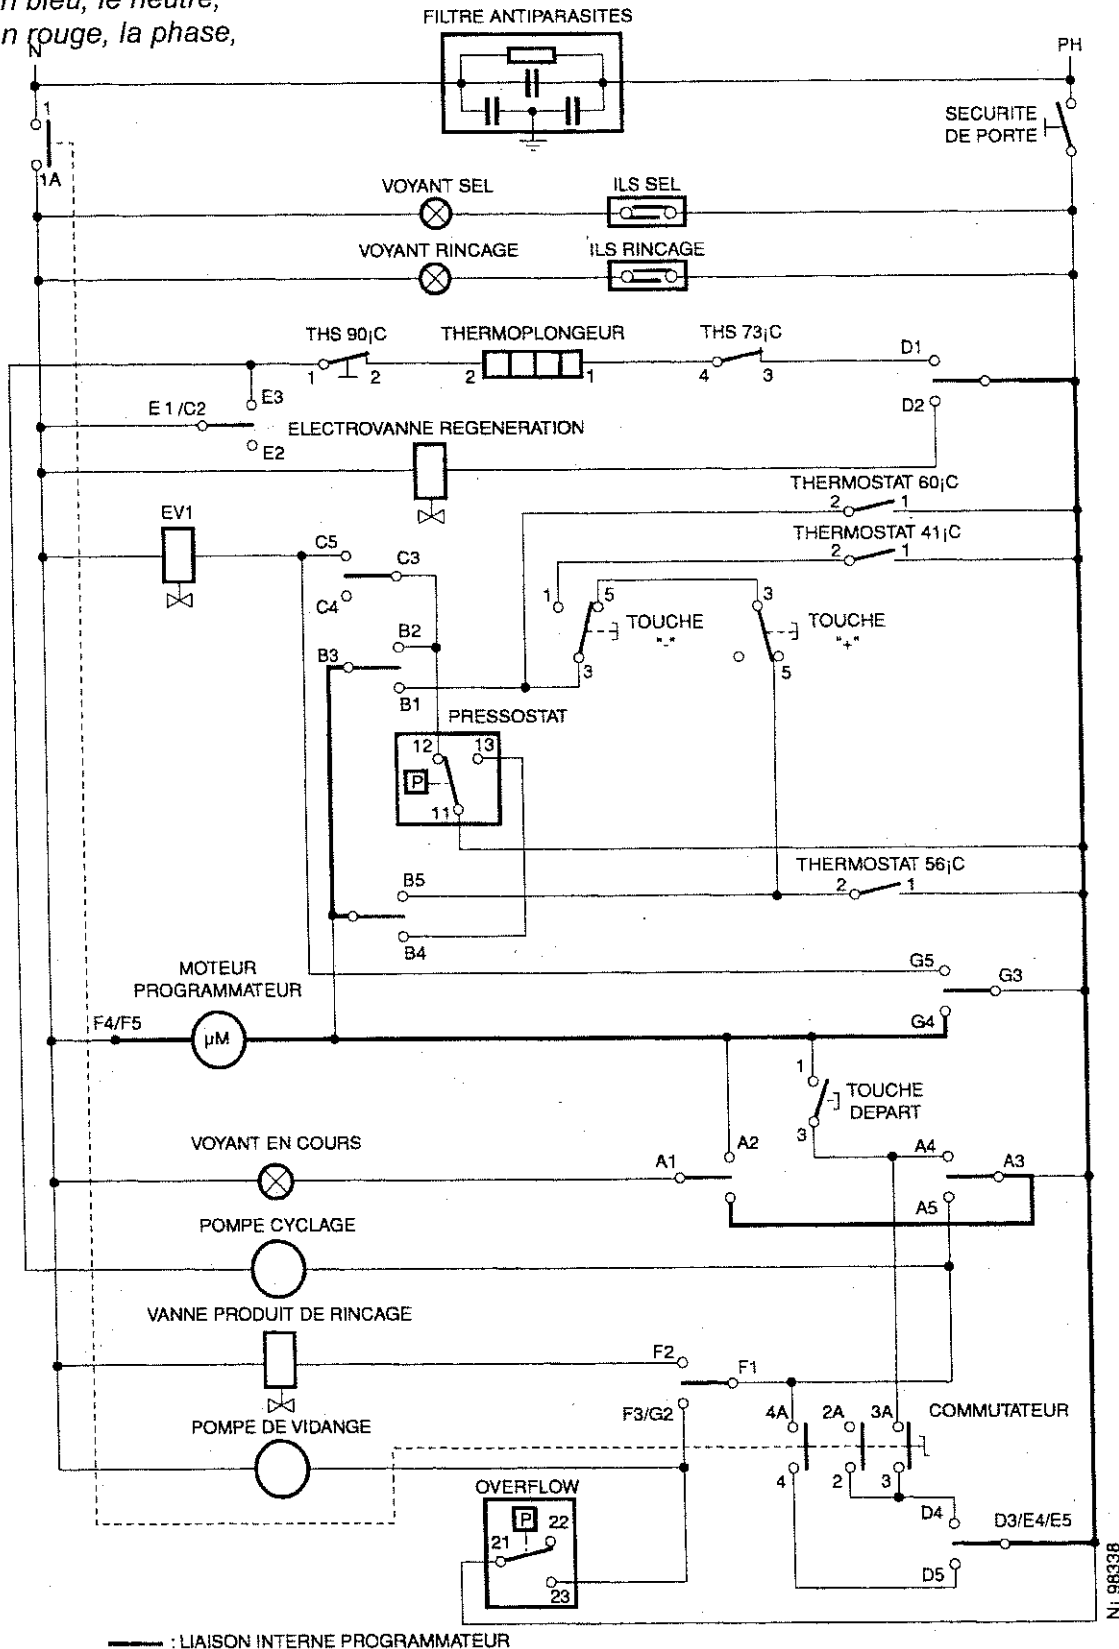 n bleu, le neutre,
n rouge, la phase,
FILTRE ANTIPARASITES
N
PH
1
SECURITE
DE PORTE
1A
VOYANT SEL
ILS SEL
VOYANT RINCAGE
ILS RINCAGE
THS 90¡C
THERMOPLONGEUR
THS 73¡C
D1
1
2
2
1
4
3
E3
E1/C2
D2
ELECTROVANNE REGENERATION
E2
THERMOSTAT 60¡C
2
1
EV1
THERMOSTAT 41¡C
2
1
C5
C3
C4
1
5
3
TOUCHE
"-"
TOUCHE
"+"
B2
B3
3
5
B1
PRESSOSTAT
12
13
P
11
THERMOSTAT 56¡C
B5
2
1
B4
MOTEUR
PROGRAMMATEUR
G5
G3
F4/F5
µM
G4
1
TOUCHE
DEPART
3
VOYANT EN COURS
A2
A4
A1
A3
A5
POMPE CYCLAGE
VANNE PRODUIT DE RINCAGE
F2
F1
F3/G2
4A
2A
3A
COMMUTATEUR
POMPE DE VIDANGE
4
2
3
OVERFLOW
P
22
21
D4
D3/E4/E5
23
D5
Ni 98338
: LIAISON INTERNE PROGRAMMATEUR